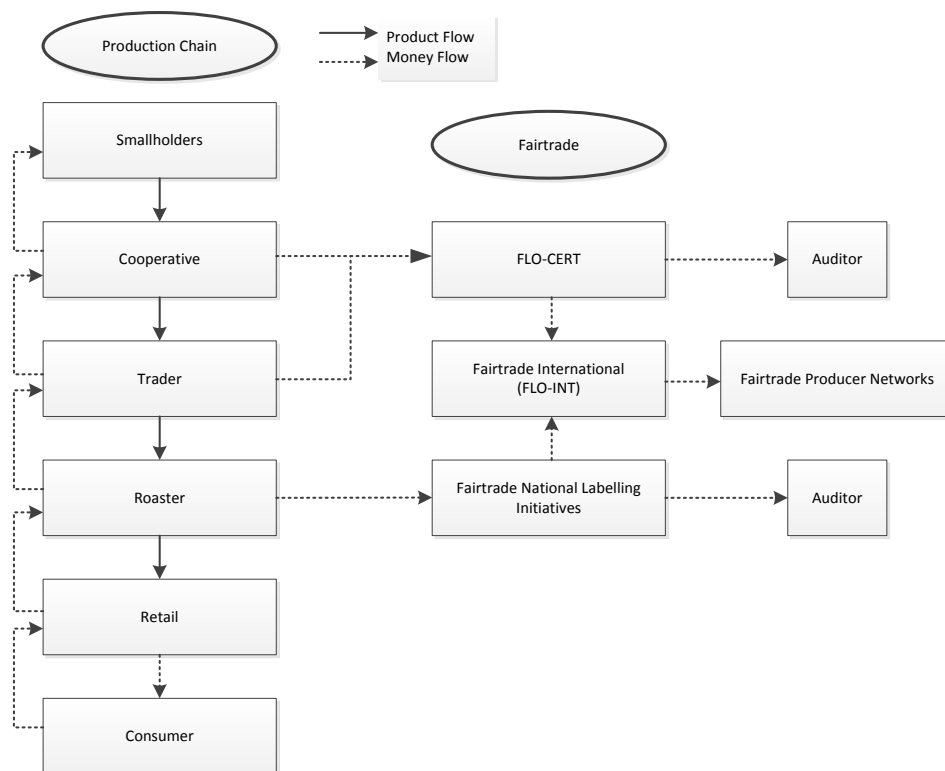 Production Chain
Product Flow
Money Flow
Smallholders
Fairtrade
Cooperative
FLO-CERT
Auditor
Trader
Fairtrade International
(FLO-INT)
Fairtrade Producer Networks
Roaster
Fairtrade National Labelling
Initiatives
Auditor
Retail
Consumer